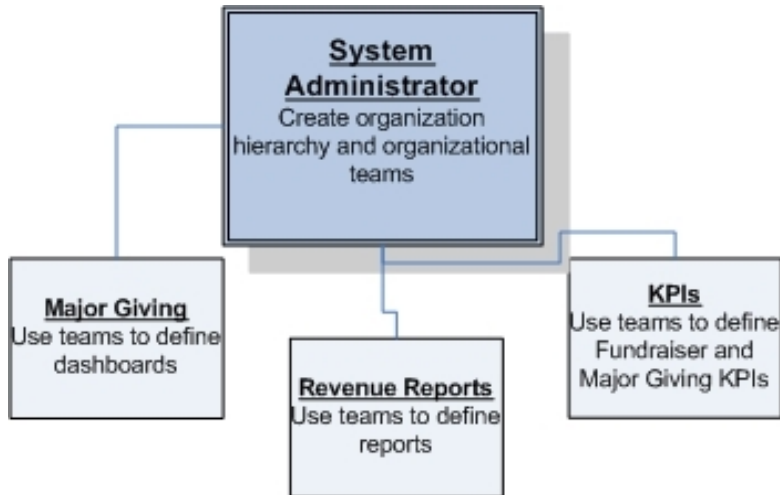 System
Administrator
Create organization
hierarchy and organizational
teams
Major Giving
Use teams to define
dashboards
Revenue Reports
Use teams to define
reports
KPIs
Use teams to define
Fundraiser and
Major Giving KPIs